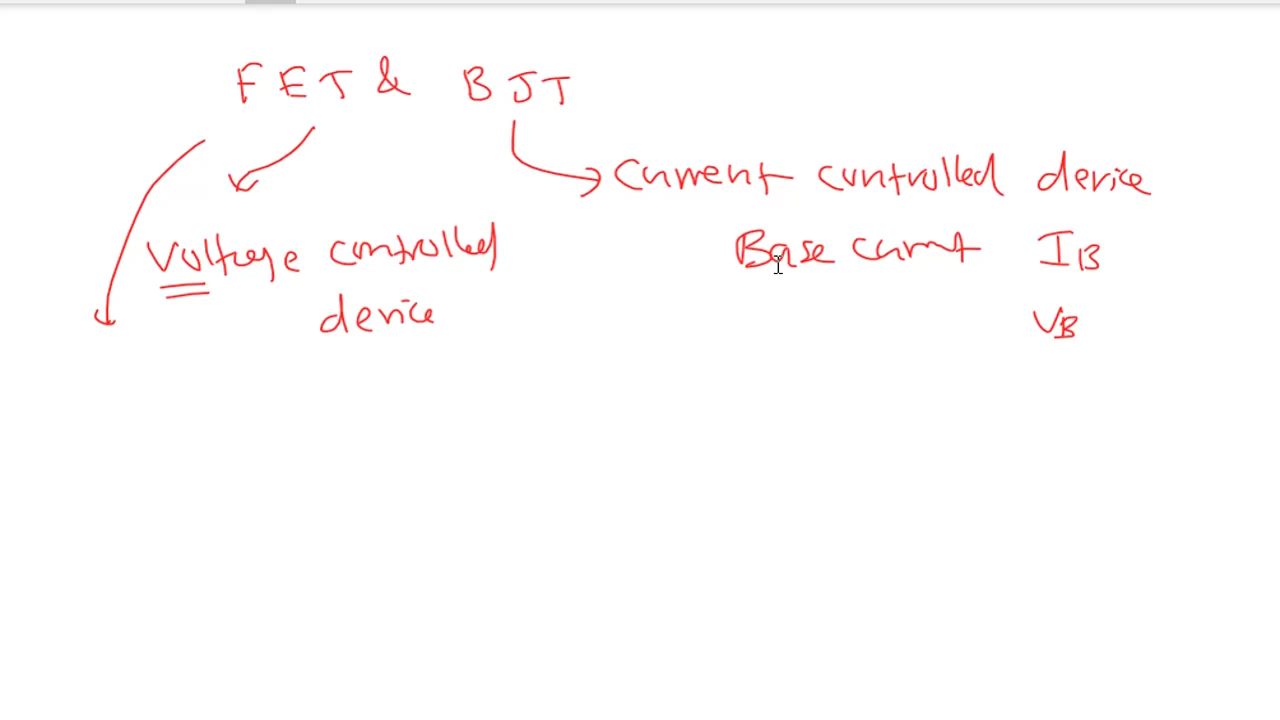 FET & BJT
Current controlled device
Voltage controlled
device
Base current IB
VB